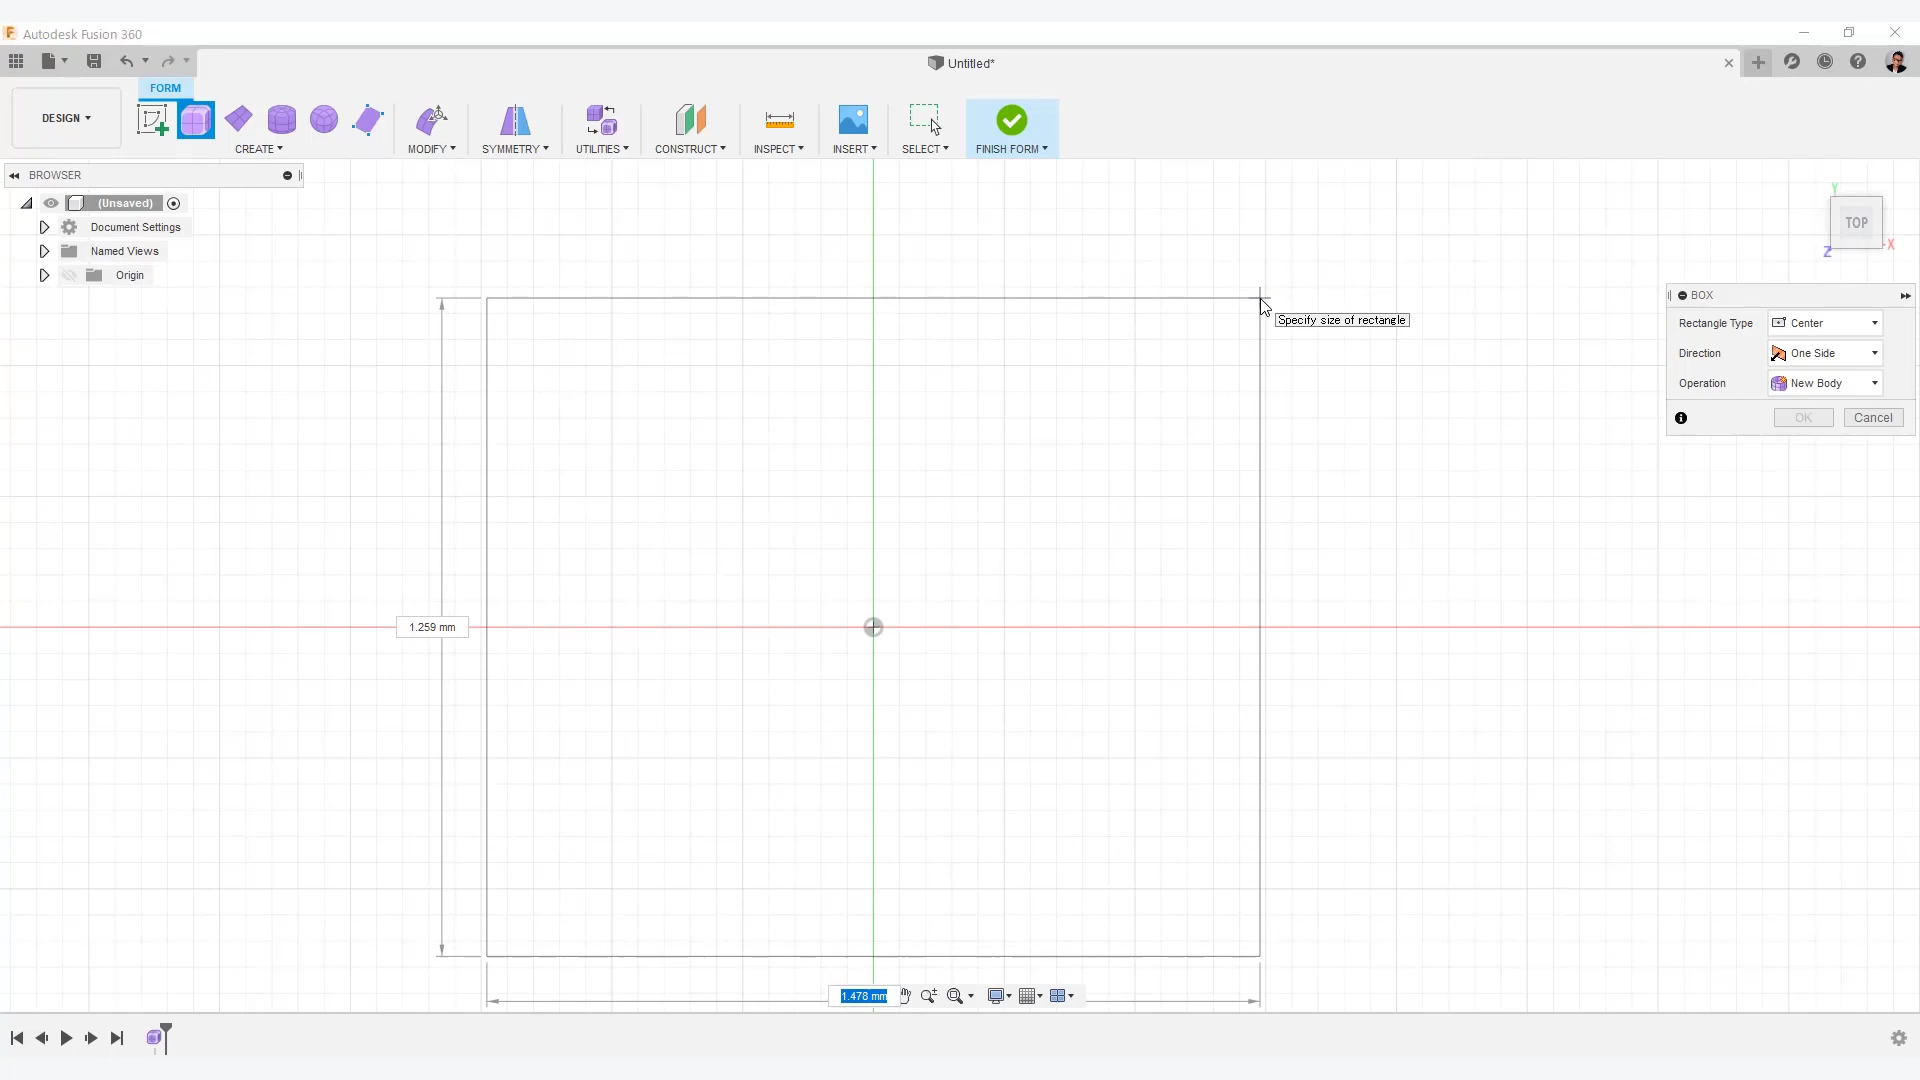 Autodesk Fusion 360
Untitled*
FORM
DESIGN
CREATE
MODIFY
SYMMETRY
UTILITIES
CONSTRUCT
INSPECT
INSERT
SELECT
FINISH FORM
BROWSER
(Unsaved)
Document Settings
Named Views
Origin
Y
TOP
X
Z
BOX
Rectangle Type
Center
Direction
One Side
Operation
New Body
OK
Cancel
Specify size of rectangle
1.259 mm
1.478 mm